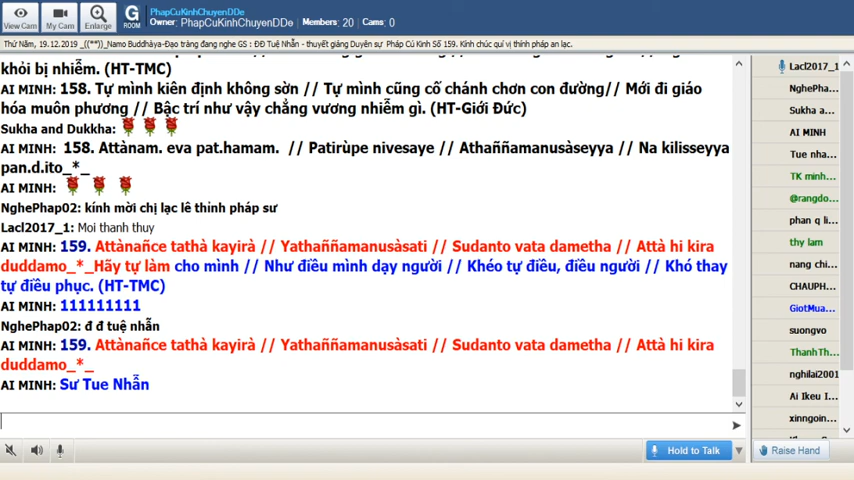 PhapCuKinhChuyenDDe
Owner: PhapCuKinhChuyenDDe Members: 20 Cams: 0
View Cam My Cam Enlarge G ROOM
Thứ Năm, 19.12.2019 _((**)_Namo Buddhàya-Đạo tràng đang nghe GS : ĐĐ Tuệ Nhẫn - thuyết giảng Duyên sự Pháp Cú Kinh Số 159. Kính chúc quí vị thính pháp an lạc.
khỏi bị nhiễm. (HT-TMC)
AI MINH: 158. Tự mình kiên định không sờn // Tự mình cũng cố chánh chơn con đường// Mới đi giáo
hóa muôn phương // Bậc trí như vậy chẳng vương nhiễm gì. (HT-Giới Đức)
Sukha and Dukkha:
AI MINH: 158. Attànam. eva pat.hamam. // Patirùpe nivesaye // Athaññamanusàseyya // Na kilisseyya
pan.d.ito_*_
AI MINH:
NghePhap02: kính mời chị lạc lê thinh pháp sư
Lacl2017_1: Moi thanh thuy
AI MINH: 159. Attànañce tathà kayirà // Yathaññamanusàsati // Sudanto vata dametha // Attà hi kira
duddamo_*_Hãy tự làm cho mình // Như điều mình dạy người // Khéo tự điều, điều người // Khó thay
tự điều phục. (HT-TMC)
AI MINH: 111111111
NghePhap02: đ đ tuệ nhẫn
AI MINH: 159. Attànañce tathà kayirà // Yathaññamanusàsati // Sudanto vata dametha // Attà hi kira
duddamo_*_
AI MINH: Sư Tue Nhẫn
Hold to Talk
Lacl2017_1
NghePha...
Sukha a...
AI MINH
Tue nha...
TK minh...
@rangdo...
phan q li...
thy lam
nang chi...
CHAUPH...
GiotMua...
suongvo
ThanhTh...
nghilai2001
Ai Ikeu I...
xinngoin...
Raise Hand